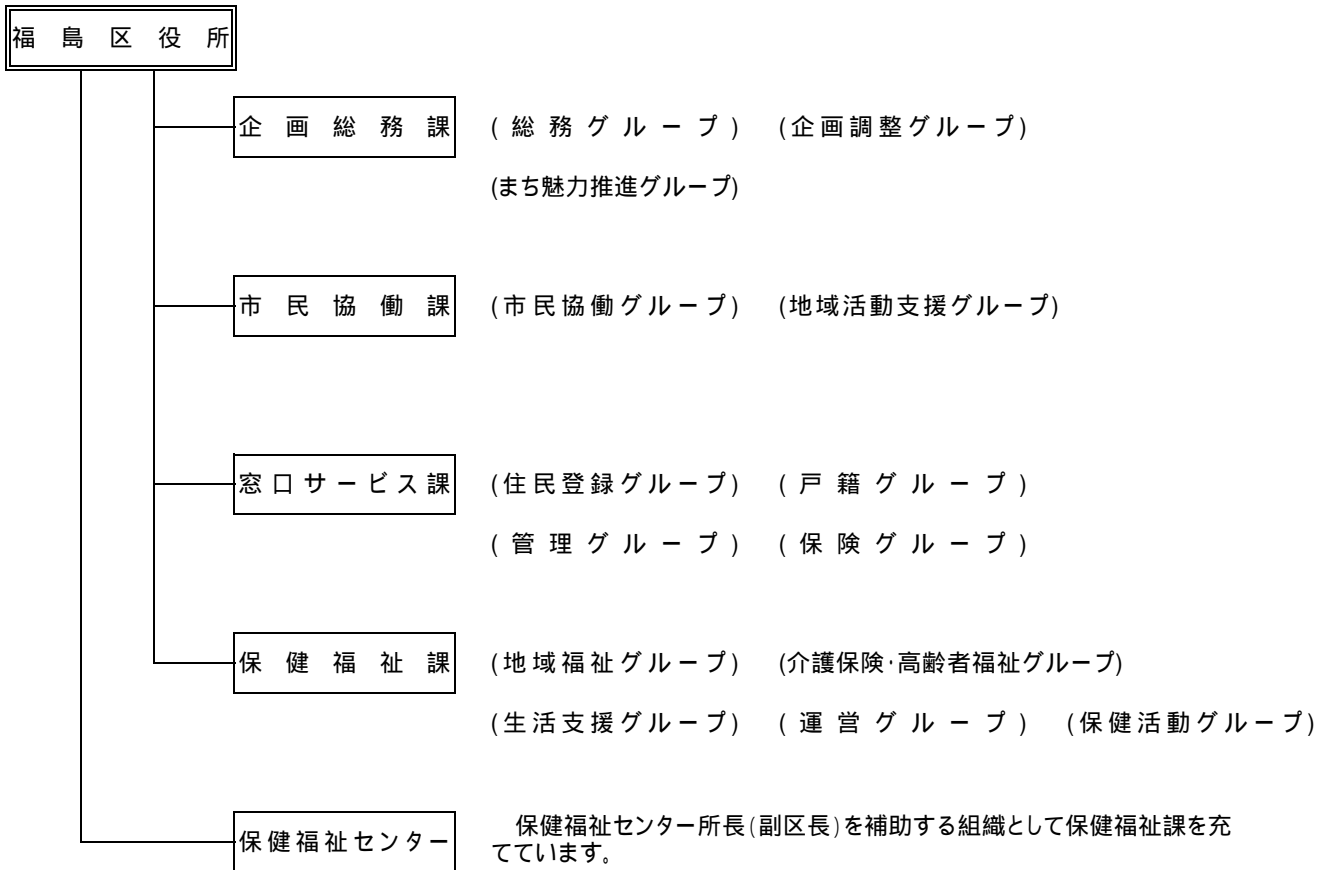 福島区役所
企画総務課 (総務グループ) (企画調整グループ)
(まち魅力推進グループ)
市民協働課 (市民協働グループ) (地域活動支援グループ)
窓口サービス課 (住民登録グループ) (戸籍グループ)
(管理グループ) (保険グループ)
保健福祉課 (地域福祉グループ) (介護保険・高齢者福祉グループ)
(生活支援グループ) (運営グループ) (保健活動グループ)
保健福祉センター 保健福祉センター所長(副区長)を補助する組織として保健福祉課を充
てています。